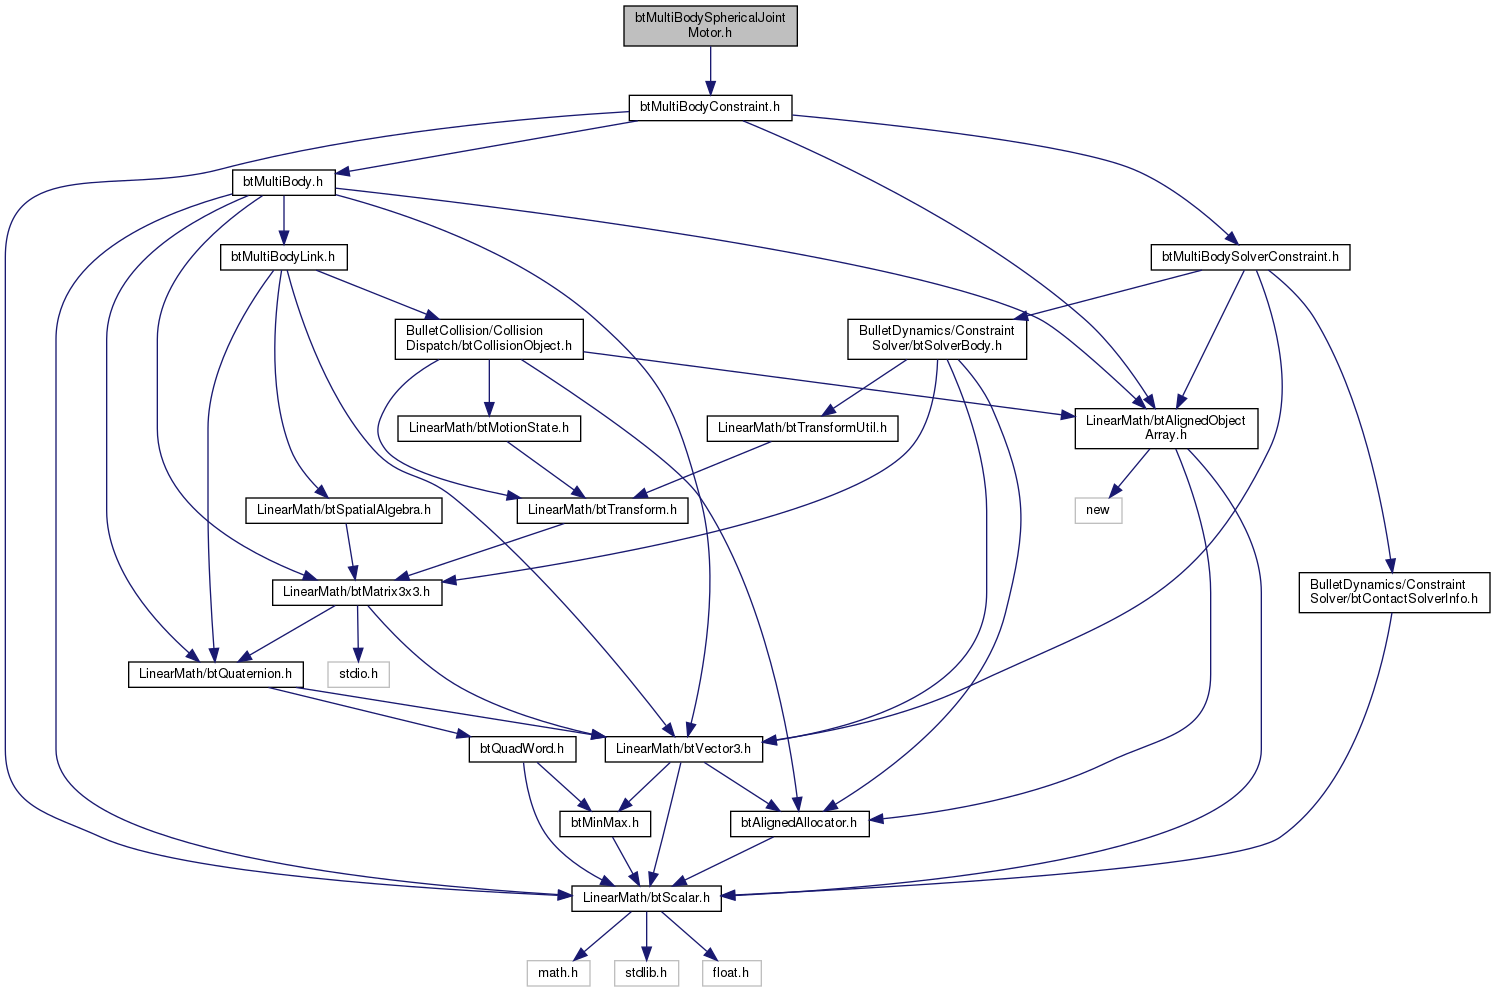 btMultiBodySphericalJoint
Motor.h
btMultiBodyConstraint.h
btMultiBody.h
btMultiBodyLink.h
btMultiBodySolverConstraint.h
BulletCollision/Collision
Dispatch/btCollisionObject.h
BulletDynamics/Constraint
Solver/btSolverBody.h
LinearMath/btMotionState.h
LinearMath/btTransformUtil.h
LinearMath/btAlignedObject
Array.h
LinearMath/btSpatialAlgebra.h
LinearMath/btTransform.h
new
LinearMath/btMatrix3x3.h
BulletDynamics/Constraint
Solver/btContactSolverInfo.h
LinearMath/btQuaternion.h
stdio.h
btQuadWord.h
LinearMath/btVector3.h
btMinMax.h
btAlignedAllocator.h
LinearMath/btScalar.h
math.h
stdlib.h
float.h